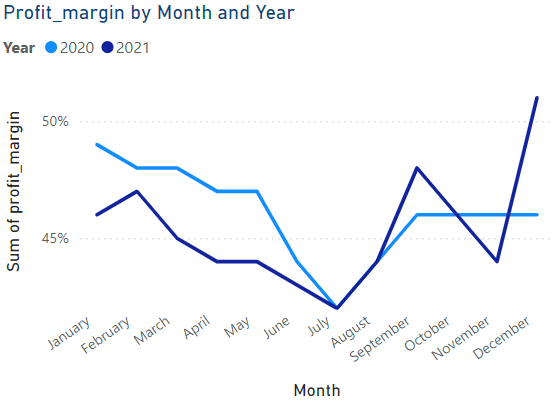 Profit_margin by Month and Year
Year 2020 2021
50%
45%
Sum of profit_margin
January
February
March
April
May
June
July
August
September
October
November
December
Month